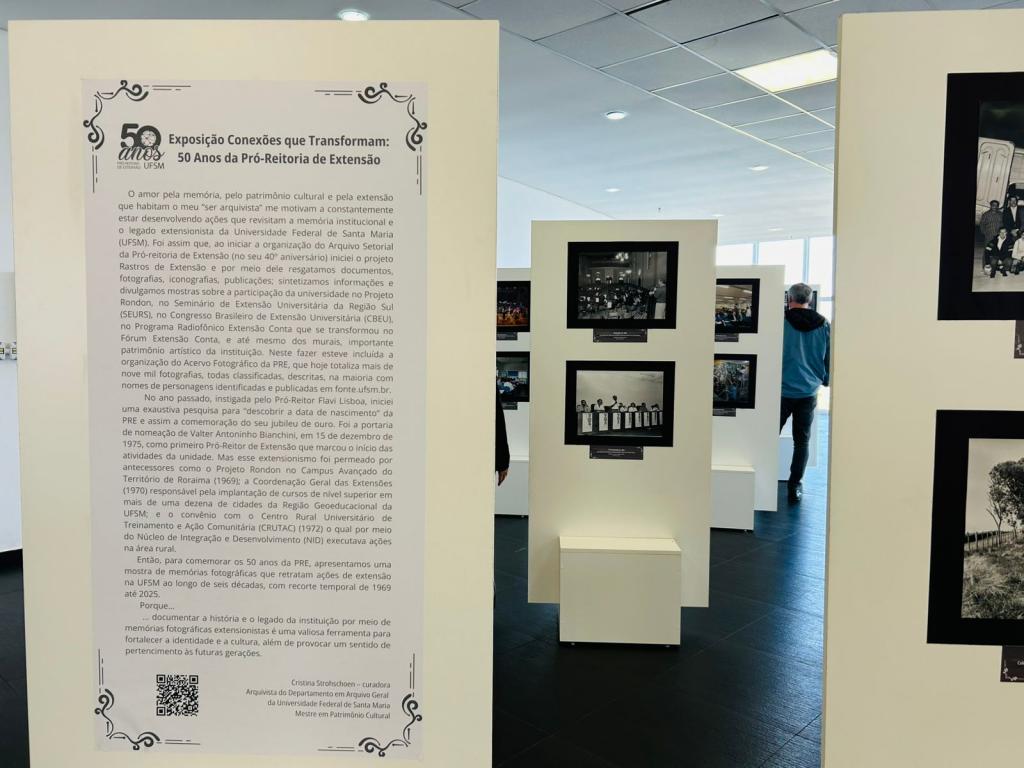 50 anos
PRÓ-REITORIA
DE EXTENSÃO UFSM
Exposição Conexões que Transformam:
50 Anos da Pró-Reitoria de Extensão
O amor pela memória, pelo patrimônio cultural e pela extensão
que habitam o meu “ser arquivista” me motivam a constantemente
estar desenvolvendo ações que revisitam a memória institucional e
o legado extensionista da Universidade Federal de Santa Maria
(UFSM). Foi assim que, ao iniciar a organização do Arquivo Setorial
da Pró-reitoria de Extensão (no seu 40º aniversário) iniciei o projeto
Rastros de Extensão e por meio dele resgatamos documentos,
fotografias, iconografias, publicações; sintetizamos informações e
divulgamos mostras sobre a participação da universidade no Projeto
Rondon, no Seminário de Extensão Universitária da Região Sul
(SEURS), no Congresso Brasileiro de Extensão Universitária (CBEU),
no Programa Radiofônico Extensão Conta que se transformou no
Fórum Extensão Conta, e até mesmo dos murais, importante
patrimônio artístico da instituição. Neste fazer esteve incluída a
organização do Acervo Fotográfico da PRE, que hoje totaliza mais de
nove mil fotografias, todas classificadas, descritas, na maioria com
nomes de personagens identificadas e publicadas em fonte.ufsm.br.
No ano passado, instigada pelo Pró-Reitor Flavi Lisboa, iniciei
uma exaustiva pesquisa para “descobrir a data de nascimento” da
PRE e assim a comemoração do seu jubileu de ouro. Foi a portaria
de nomeação de Valter Antoninho Bianchini, em 15 de dezembro de
1975, como primeiro Pró-Reitor de Extensão que marcou o início das
atividades da unidade. Mas esse extensionismo foi permeado por
antecessores como o Projeto Rondon no Campus Avançado do
Território de Roraima (1969); a Coordenação Geral das Extensões
(1970) responsável pela implantação de cursos de nível superior em
mais de uma dezena de cidades da Região Geoeducacional da
UFSM; e o convênio com o Centro Rural Universitário de
Treinamento e Ação Comunitária (CRUTAC) (1972) o qual por meio
do Núcleo de Integração e Desenvolvimento (NID) executava ações
na área rural.
Então, para comemorar os 50 anos da PRE, apresentamos uma
mostra de memórias fotográficas que retratam ações de extensão
na UFSM ao longo de seis décadas, com recorte temporal de 1969
até 2025.
Porque...
... documentar a história e o legado da instituição por meio de
memórias fotográficas extensionistas é uma valiosa ferramenta para
fortalecer a identidade e a cultura, além de provocar um sentido de
pertencimento às futuras gerações.
Cristina Strohschoen – curadora
Arquivista do Departamento em Arquivo Geral
da Universidade Federal de Santa Maria
Mestre em Patrimônio Cultural